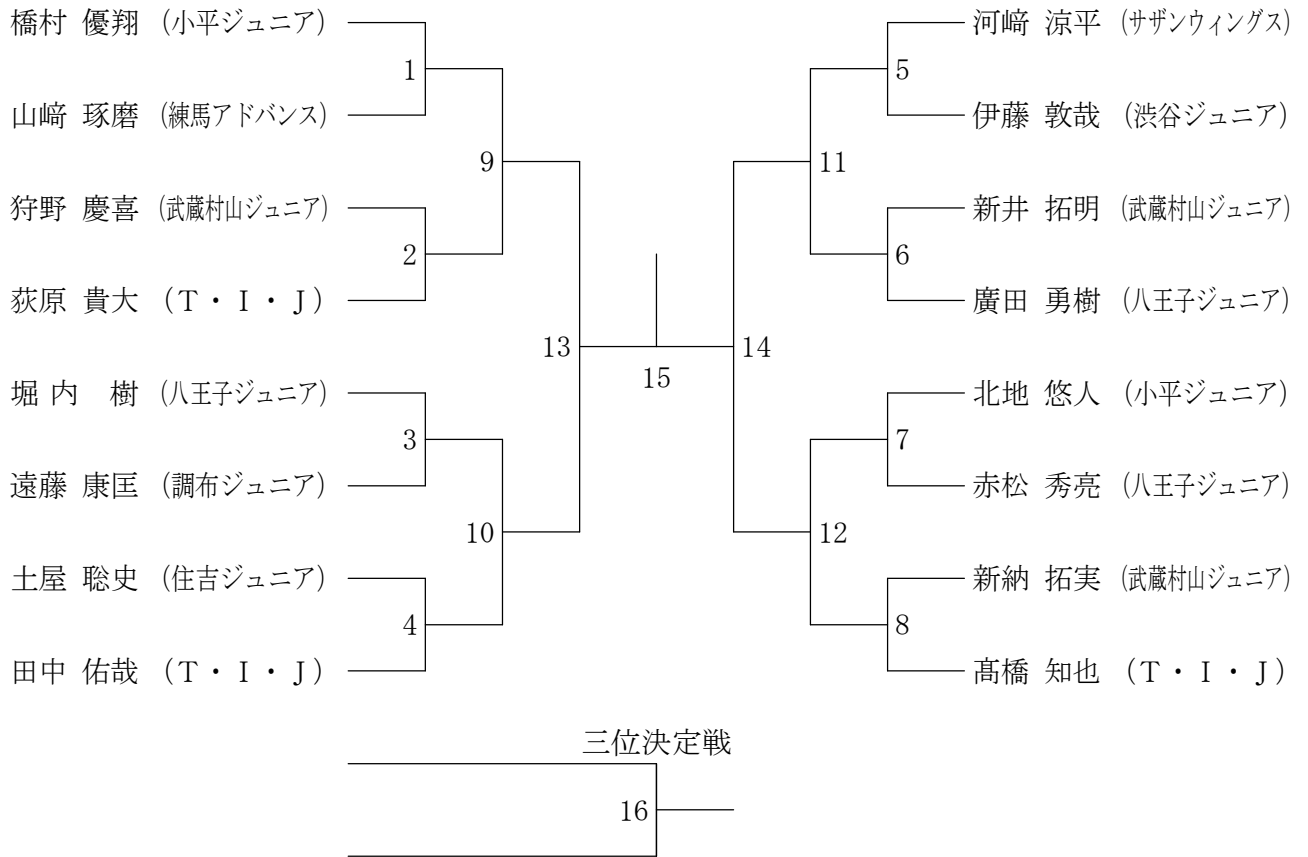 橋村 優翔 (小平ジュニア)
1
山﨑 琢磨 (練馬アドバンス)
9
狩野 慶喜 (武蔵村山ジュニア)
2
荻原 貴大 (T・I・J)
13
堀内 樹 (八王子ジュニア)
3
遠藤 康匡 (調布ジュニア)
10
土屋 聡史 (住吉ジュニア)
4
田中 佑哉 (T・I・J)
15
河﨑 涼平 (サザンウィングス)
5
伊藤 敦哉 (渋谷ジュニア)
11
新井 拓明 (武蔵村山ジュニア)
6
廣田 勇樹 (八王子ジュニア)
14
北地 悠人 (小平ジュニア)
7
赤松 秀亮 (八王子ジュニア)
12
新納 拓実 (武蔵村山ジュニア)
8
髙橋 知也 (T・I・J)
三位決定戦
16